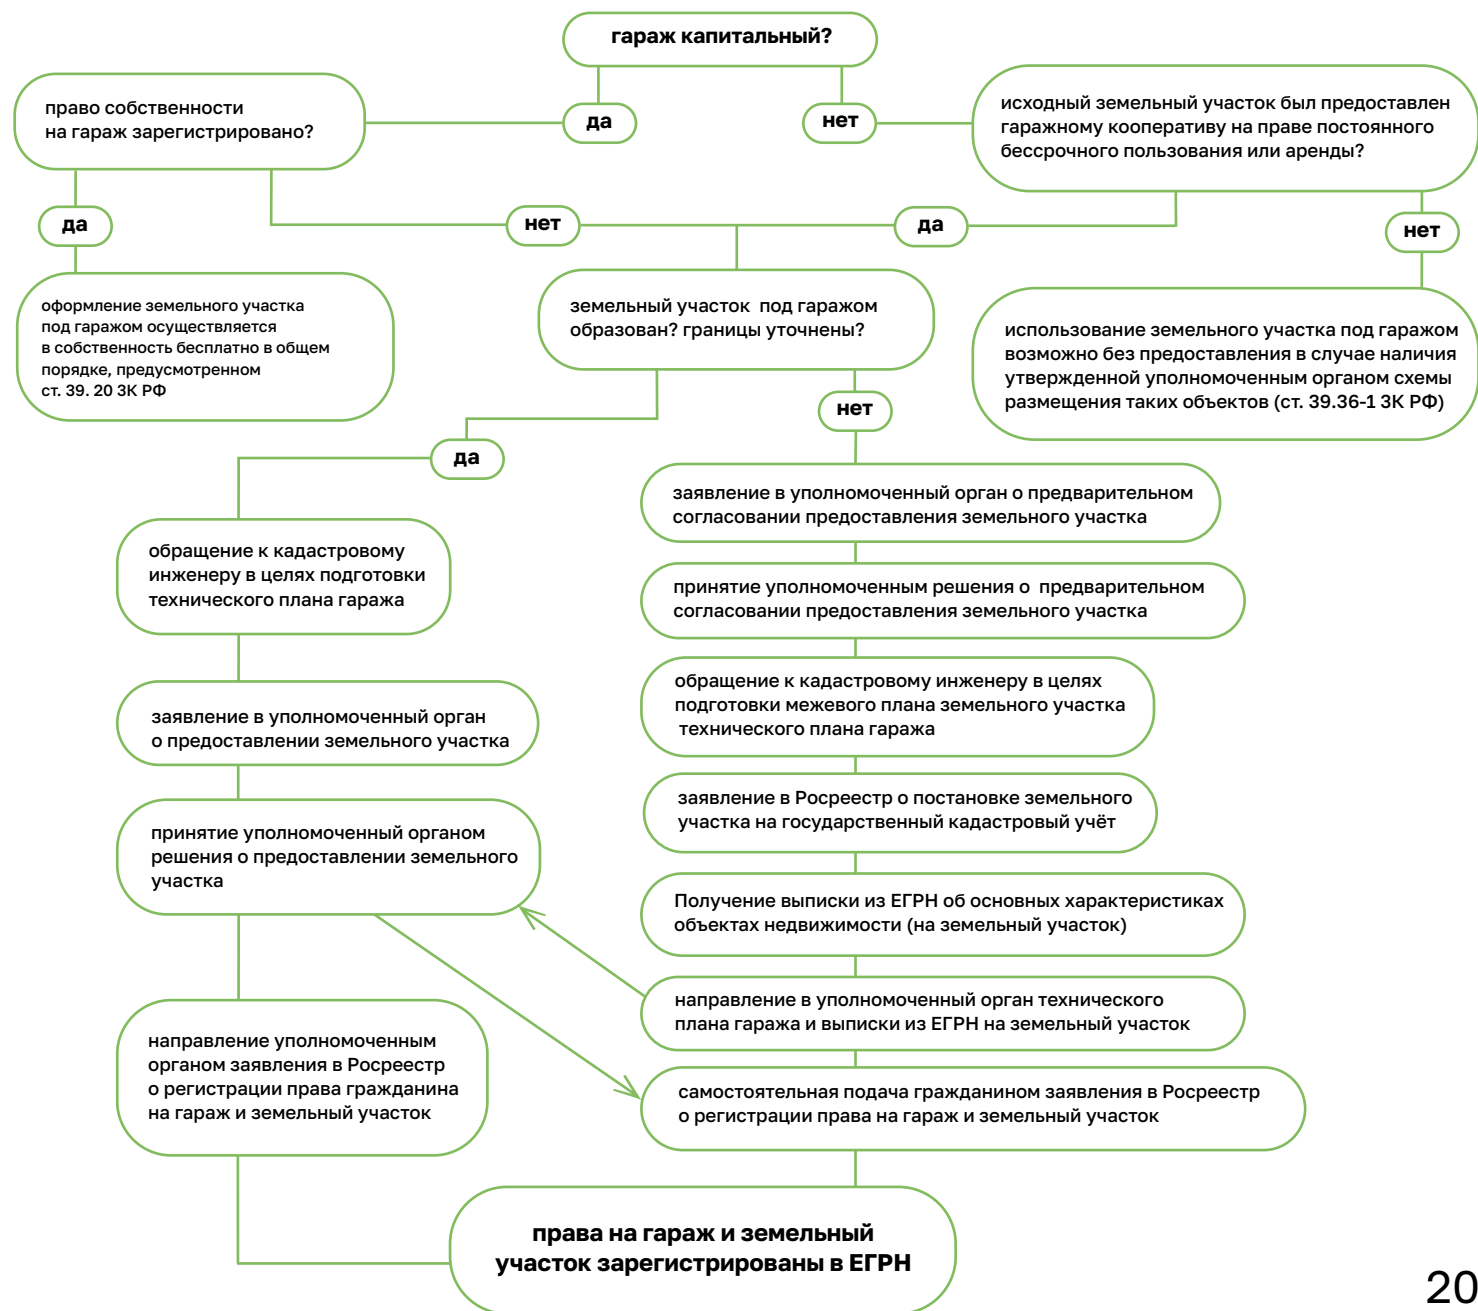 гараж капитальный?
право собственности
на гараж зарегистрировано?
да
нет
исходный земельный участок был предоставлен
гаражному кооперативу на праве постоянного
бессрочного пользования или аренды?
да
нет
да
нет
оформление земельного участка
под гаражом осуществляется
в собственность бесплатно в общем
порядке, предусмотренном
ст. 39. 20 ЗК РФ
земельный участок под гаражом
образован? границы уточнены?
использование земельного участка под гаражом
возможно без предоставления в случае наличия
утвержденной уполномоченным органом схемы
размещения таких объектов (ст. 39.36-1 ЗК РФ)
да
нет
обращение к кадастровому
инженеру в целях подготовки
технического плана гаража
заявление в уполномоченный орган
о предоставлении земельного участка
принятие уполномоченный органом
решения о предоставлении земельного
участка
направление уполномоченным
органом заявления в Росреестр
о регистрации права гражданина
на гараж и земельный участок
заявление в уполномоченный орган о предварительном
согласовании предоставления земельного участка
принятие уполномоченным решения о предварительном
согласовании предоставления земельного участка
обращение к кадастровому инженеру в целях
подготовки межевого плана земельного участка
технического плана гаража
заявление в Росреестр о постановке земельного
участка на государственный кадастровый учёт
Получение выписки из ЕГРН об основных характеристиках
объектах недвижимости (на земельный участок)
направление в уполномоченный орган технического
плана гаража и выписки из ЕГРН на земельный участок
самостоятельная подача гражданином заявления в Росреестр
о регистрации права на гараж и земельный участок
права на гараж и земельный
участок зарегистрированы в ЕГРН
20